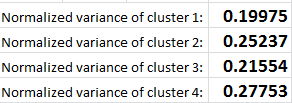 Normalized variance of cluster 1: 0.19975
Normalized variance of cluster 2: 0.25237
Normalized variance of cluster 3: 0.21554
Normalized variance of cluster 4: 0.27753